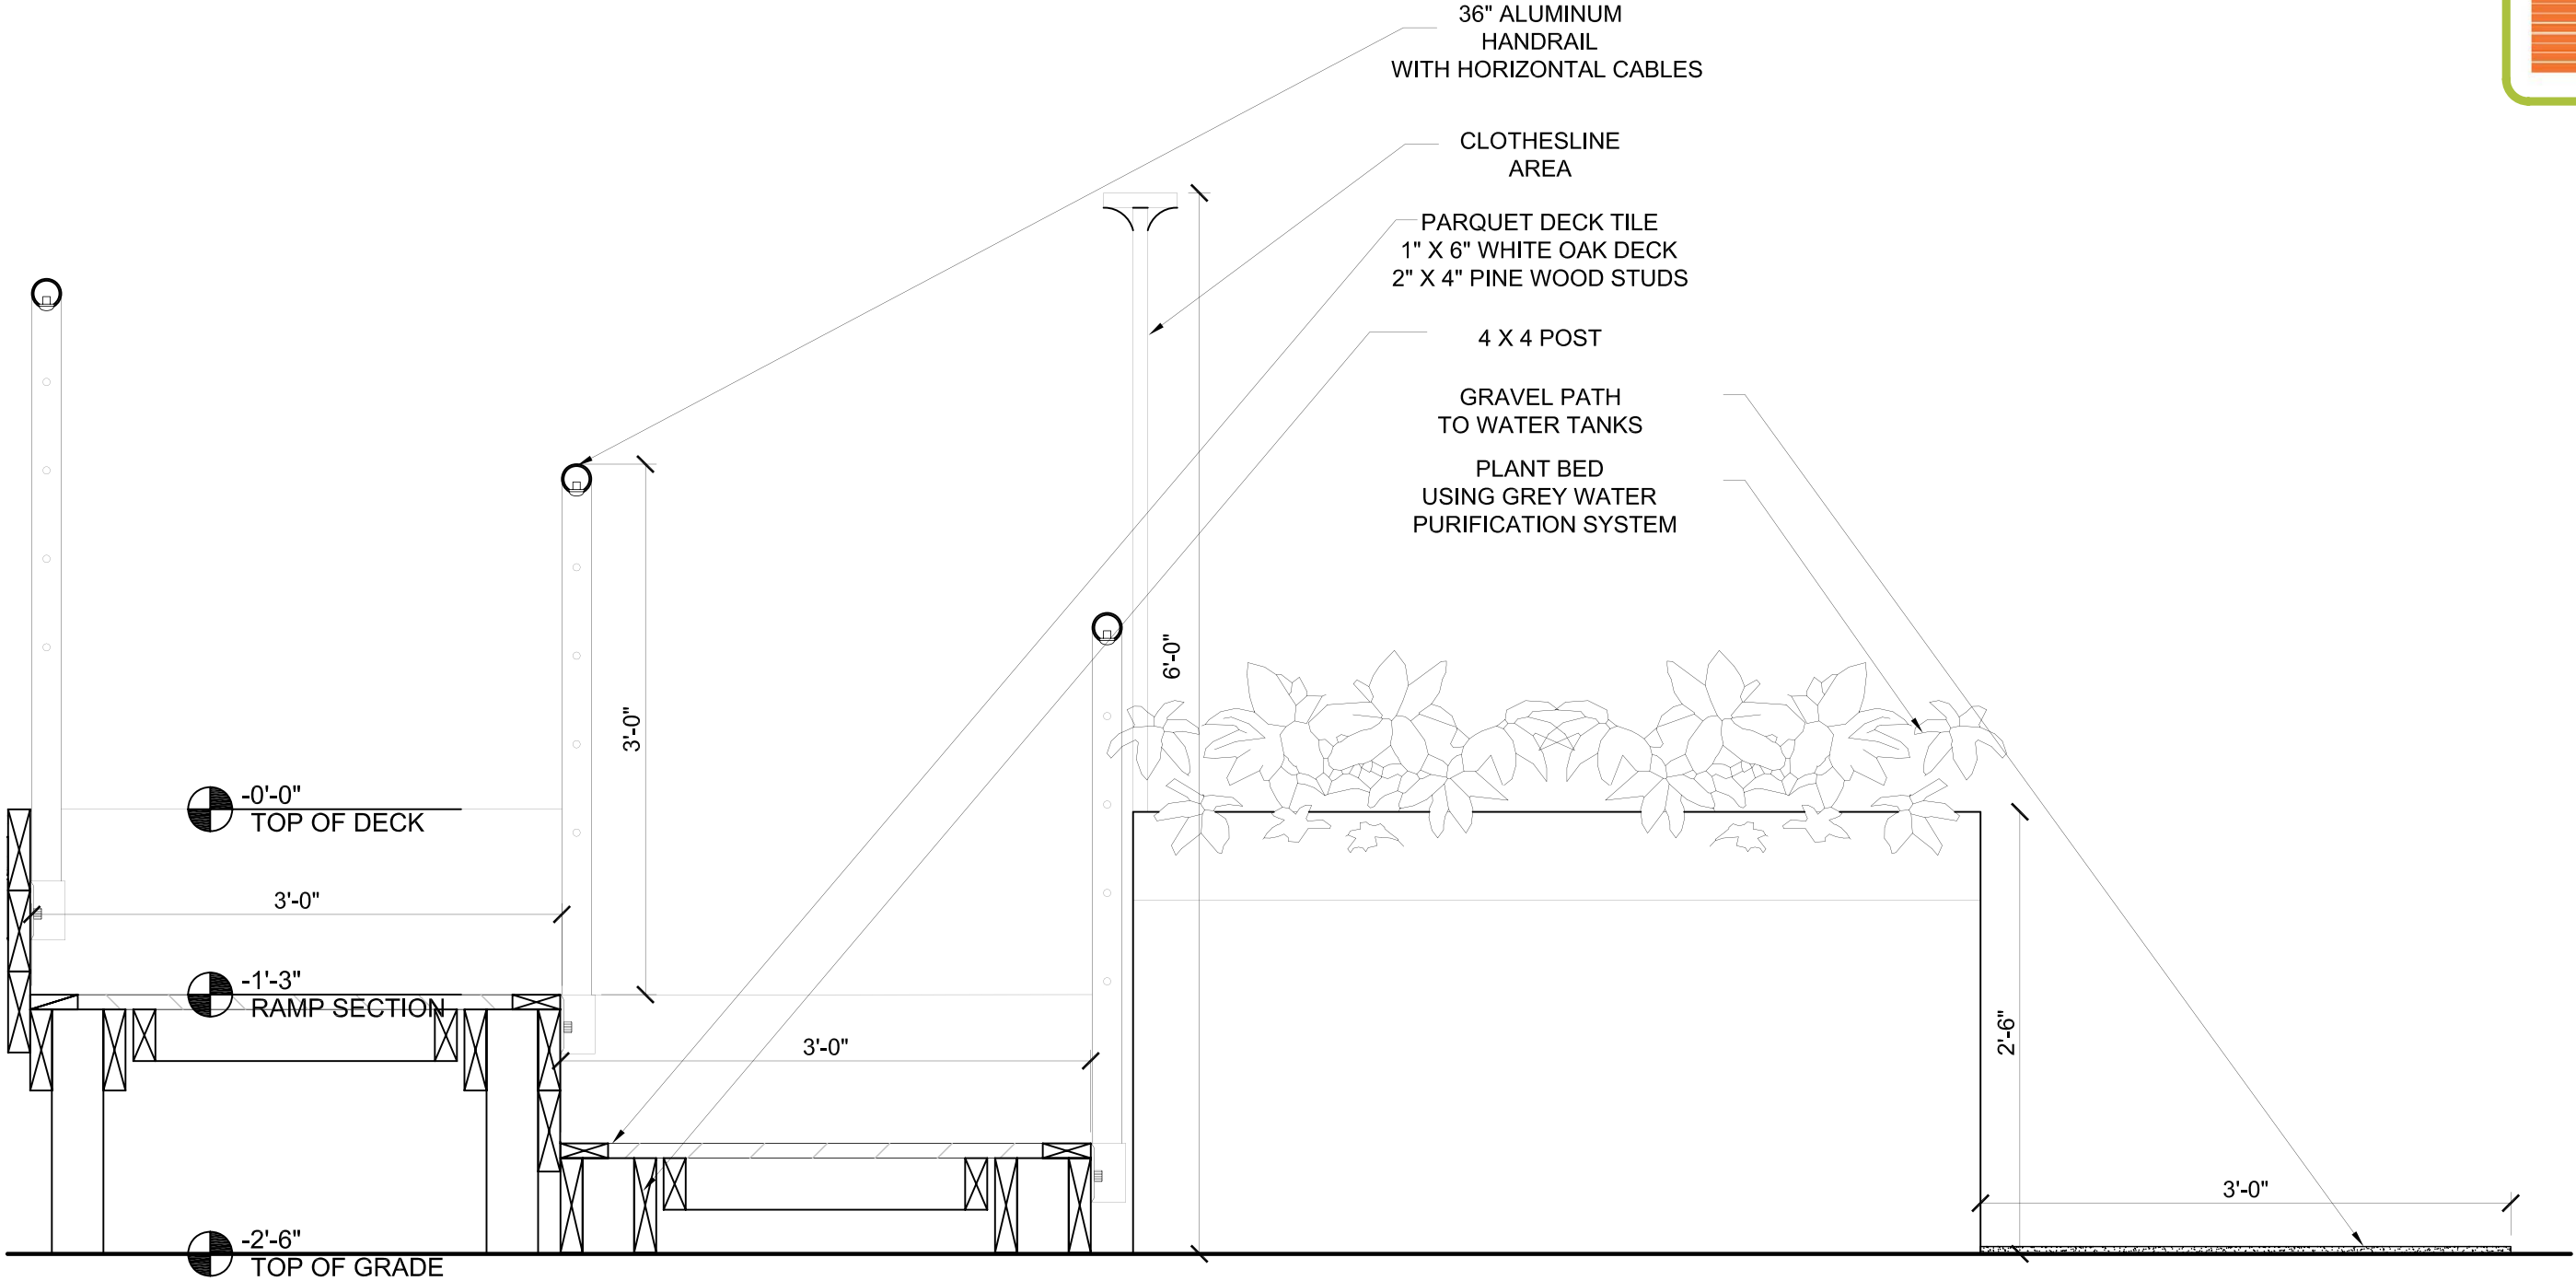 36" ALUMINUM
HANDRAIL
WITH HORIZONTAL CABLES
CLOTHESLINE
AREA
PARQUET DECK TILE
1" X 6" WHITE OAK DECK
2" X 4" PINE WOOD STUDS
4 X 4 POST
GRAVEL PATH
TO WATER TANKS
PLANT BED
USING GREY WATER
PURIFICATION SYSTEM
6'-0"
3'-0"
-0'-0"
TOP OF DECK
3'-0"
-1'-3"
RAMP SECTION
3'-0"
2'-6"
3'-0"
-2'-6"
TOP OF GRADE